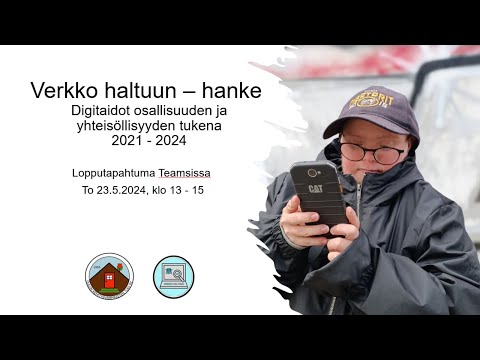 Verkko haltuun – hanke
Digitaidot osallisuuden ja
yhteisöllisyyden tukena
2021 - 2024
Lopputapahtuma Teamsissa
To 23.5.2024, klo 13 - 15
CAT